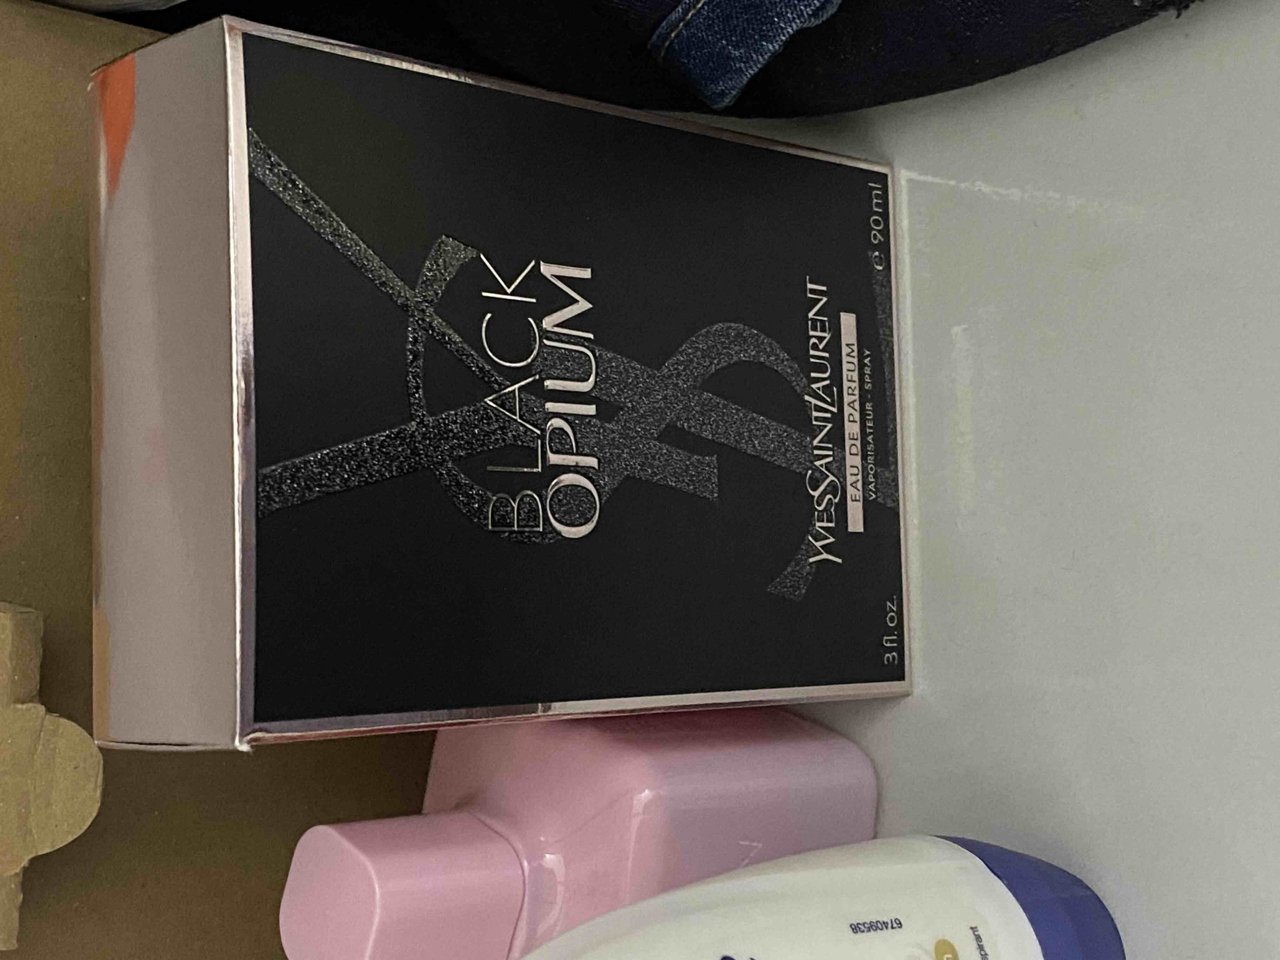 BLACK
OPIUM
YVESSAINTLAURENT
EAU DE PARFUM
VAPORISATEUR - SPRAY
3 fl. oz.
℮ 90 ml
67409538